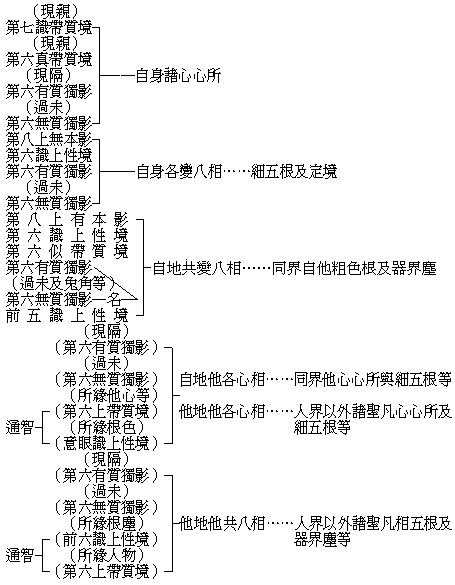 （現親）
第七識帶質境
（現親）
第六真帶質境
（現隔）
第六有質獨影
（過未）
第六無質獨影
自身諸心心所
第八上無本影
第六識上性境
第六有質獨影
（過未）
第六無質獨影
自身各變八相……細五根及定境
第八上有本影
第六識上性境
第六似帶質境
第六有質獨影
（過未及兔角等）
第六無質獨影—名
前五識上性境
自地共變八相……同界自他粗色根及器界塵
（現隔）
（第六有質獨影）
（過未）
（第六無質獨影）
（所緣他心等）
通智
（第六上帶質境）
（所緣根色）
（意眼識上性境）
自地他各心相……同界他心心所與細五根等
他地他各心相……人界以外諸聖凡心心所及
細五根等
（現隔）
（第六有質獨影）
（過未）
（第六無質獨影）
（所緣根塵）
通智
（前六識上性境）
（所緣人物）
（第六上帶質境）
他地他共八相……人界以外諸聖凡相五根及
器界塵等